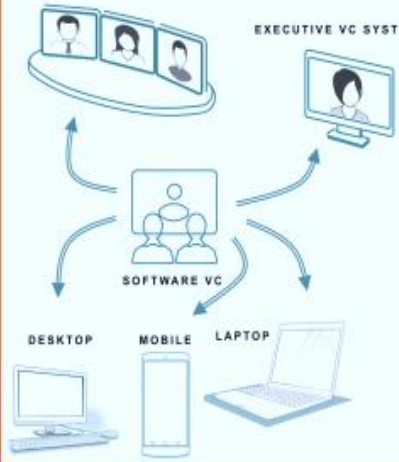 EXECUTIVE VC SYST
SOFTWARE VC
DESKTOP
MOBILE
LAPTOP